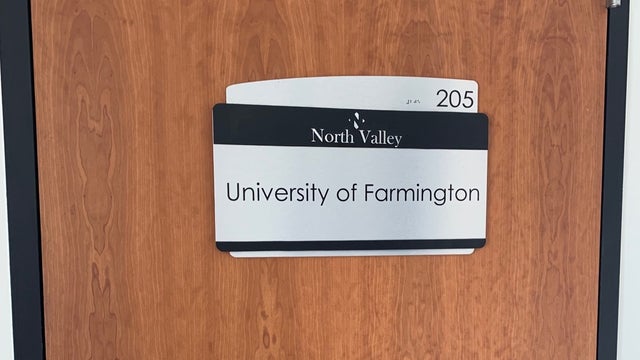 205
North Valley
University of Farmington